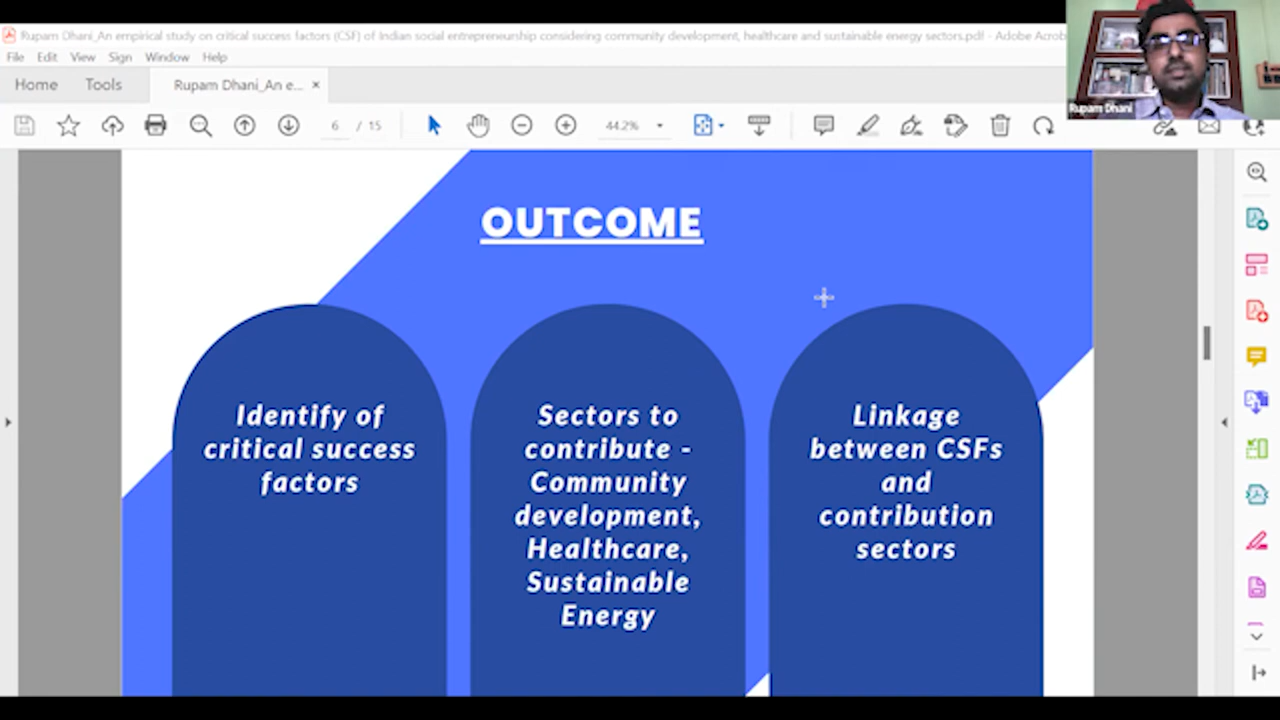 Rupam Dhani_An empirical study on critical success factors (CSF) of Indian social entrepreneurship considering community development, healthcare and sustainable energy sectors.pdf - Adobe Acrob
File Edit View Sign Window Help
Home Tools Rupam Dhani_An e... ×
6 / 15 44.2%
Rupam Dhani
OUTCOME
Identify of
critical success
factors
Sectors to
contribute -
Community
development,
Healthcare,
Sustainable
Energy
Linkage
between CSFs
and
contribution
sectors